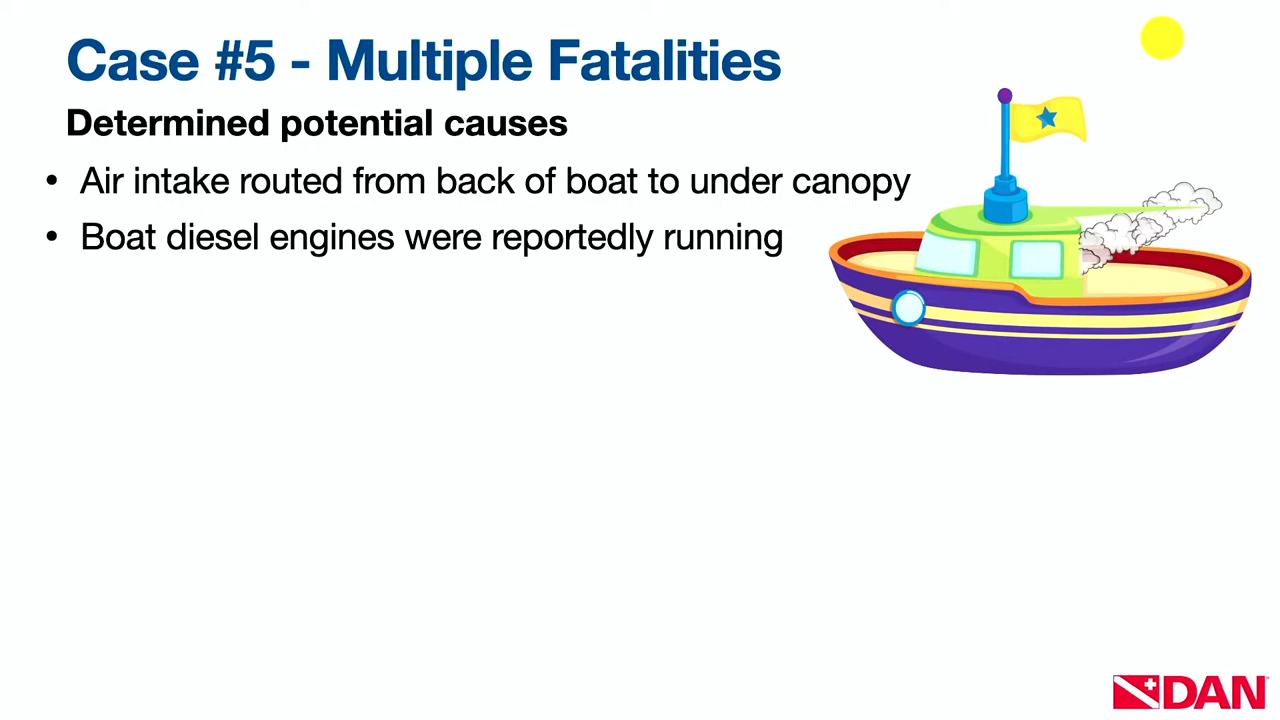 Case #5 - Multiple Fatalities
Determined potential causes
• Air intake routed from back of boat to under canopy
• Boat diesel engines were reportedly running
DAN